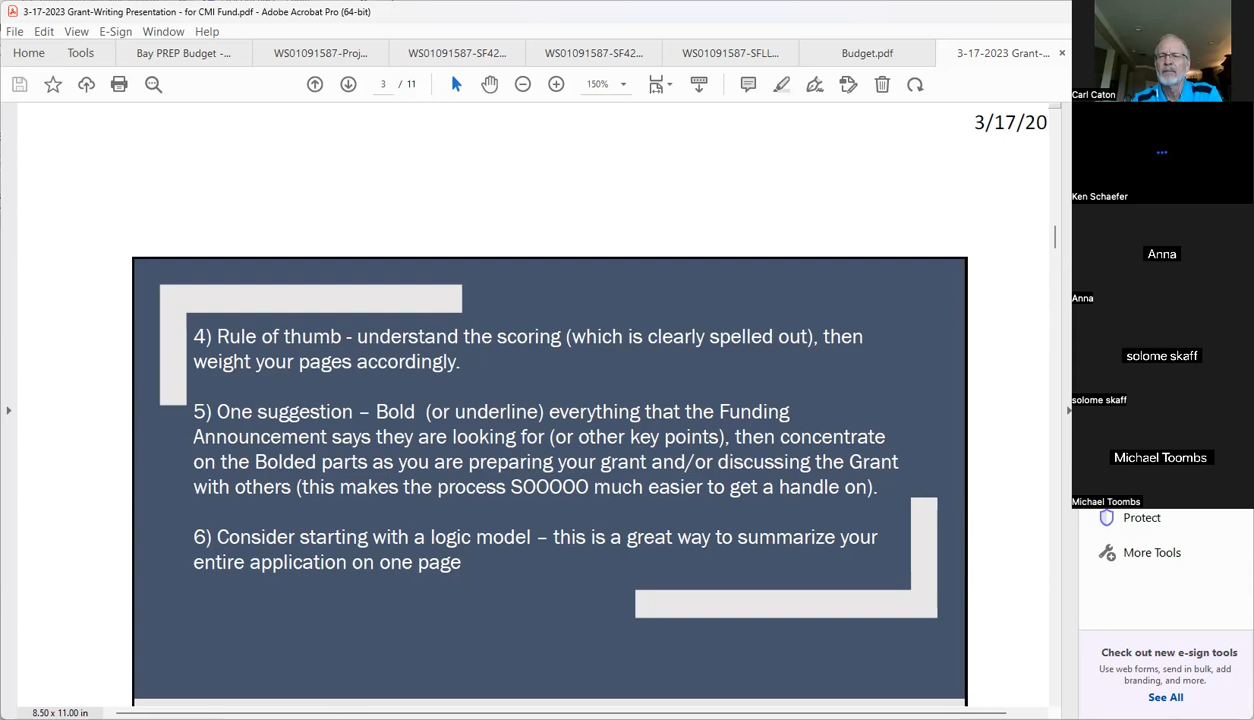 3-17-2023 Grant-Writing Presentation - for CMI Fund.pdf - Adobe Acrobat Pro (64-bit)
File Edit View E-Sign Window Help
Home Tools Bay PREP Budget -... WS01091587-Proj... WS01091587-SF42... WS01091587-SF42... WS01091587-SFLL... Budget.pdf 3-17-2023 Grant-... ×
3 / 11 150%
3/17/20
4) Rule of thumb - understand the scoring (which is clearly spelled out), then
weight your pages accordingly.
5) One suggestion – Bold (or underline) everything that the Funding
Announcement says they are looking for (or other key points), then concentrate
on the Bolded parts as you are preparing your grant and/or discussing the Grant
with others (this makes the process SOOOOO much easier to get a handle on).
6) Consider starting with a logic model – this is a great way to summarize your
entire application on one page
8.50 x 11.00 in
Carl Caton
Ken Schaefer
Anna
Anna
solome skaff
solome skaff
Michael Toombs
Michael Toombs
Protect
More Tools
Check out new e-sign tools
Use web forms, send in bulk, add
branding, and more.
See All